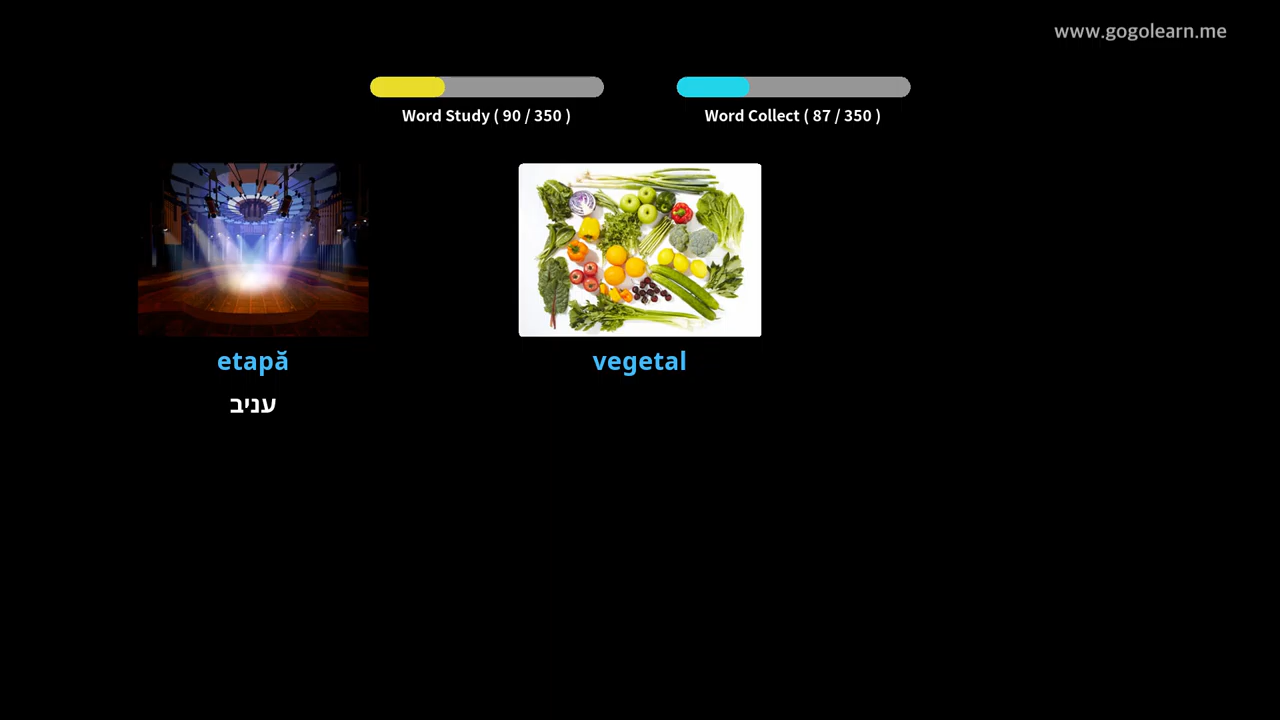 www.gogolearn.me
Word Study ( 90 / 350 )
Word Collect ( 87 / 350 )
etapă
vegetal
עניב